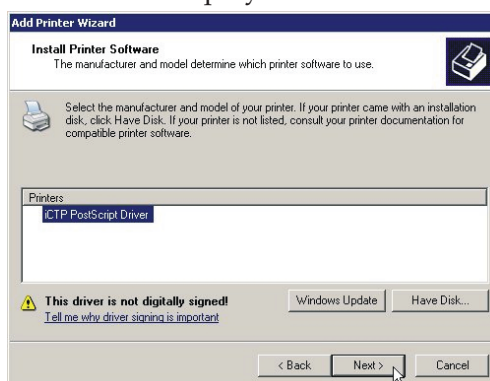 Add Printer Wizard
Install Printer Software
The manufacturer and model determine which printer software to use.
Select the manufacturer and model of your printer. If your printer came with an installation
disk, click Have Disk. If your printer is not listed, consult your printer documentation for
compatible printer software.
Printers
iCTP PostScript Driver
This driver is not digitally signed!
Tell me why driver signing is important
Windows Update
Have Disk...
< Back
Next >
Cancel